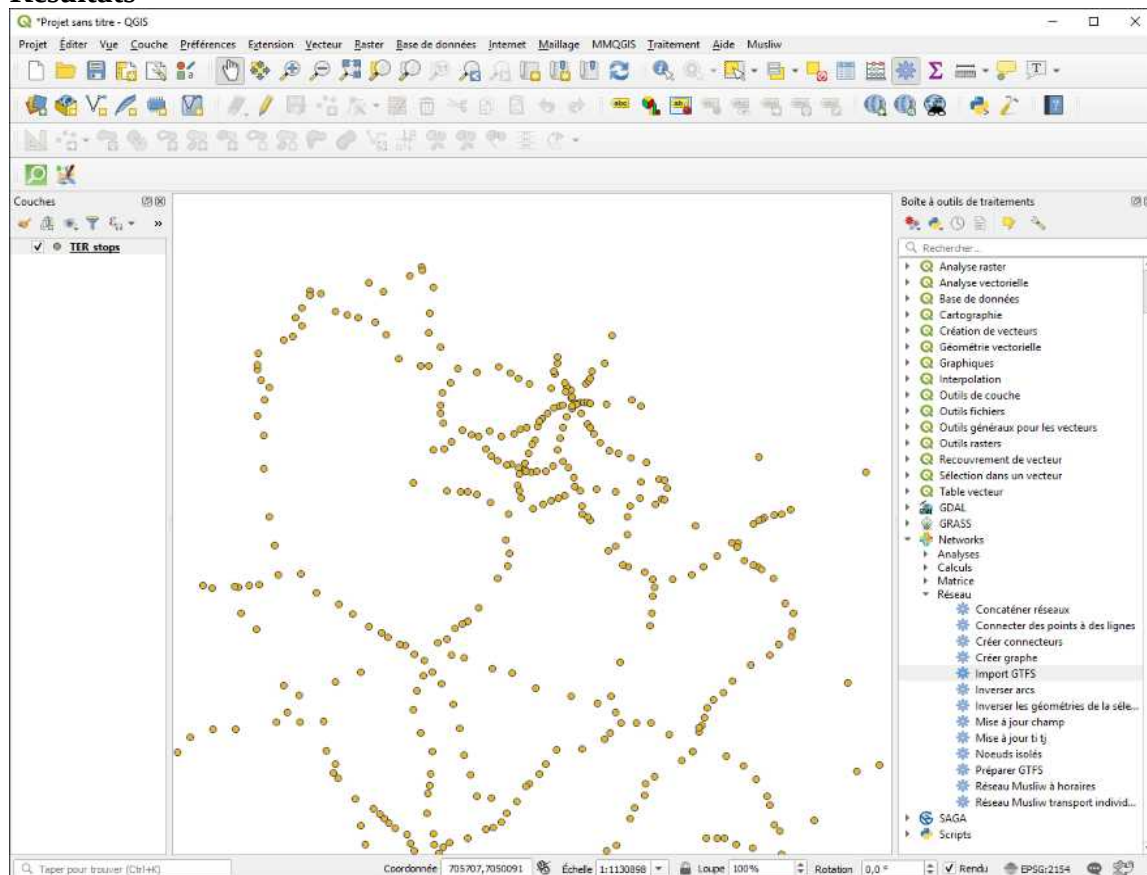 Résultats
*Projet sans titre - QGIS
Projet Éditer Vue Couche Préférences Extension Vecteur Raster Base de données Internet Maillage MMQGIS Traitement Aide Musliw
Couches
TER stops
Boîte à outils de traitements
Rechercher...
Analyse raster
Analyse vectorielle
Base de données
Cartographie
Création de vecteurs
Géométrie vectorielle
Graphiques
Interpolation
Outils de couche
Outils fichiers
Outils généraux pour les vecteurs
Outils rasters
Recouvrement de vecteur
Sélection dans un vecteur
Table vecteur
GDAL
GRASS
Networks
Analyses
Calculs
Matrice
Réseau
Concaténer réseaux
Connecter des points à des lignes
Créer connecteurs
Créer graphe
Import GTFS
Inverser arcs
Inverser les géométries de la séle...
Mise à jour champ
Mise à jour ti tj
Noeuds isolés
Préparer GTFS
Réseau Musliw à horaires
Réseau Musliw transport individ...
SAGA
Scripts
Taper pour trouver (Ctrl+K) Coordonnée 705707,7050091 Échelle 1:1130898 Loupe 100% Rotation 0,0 ° Rendu EPSG:2154